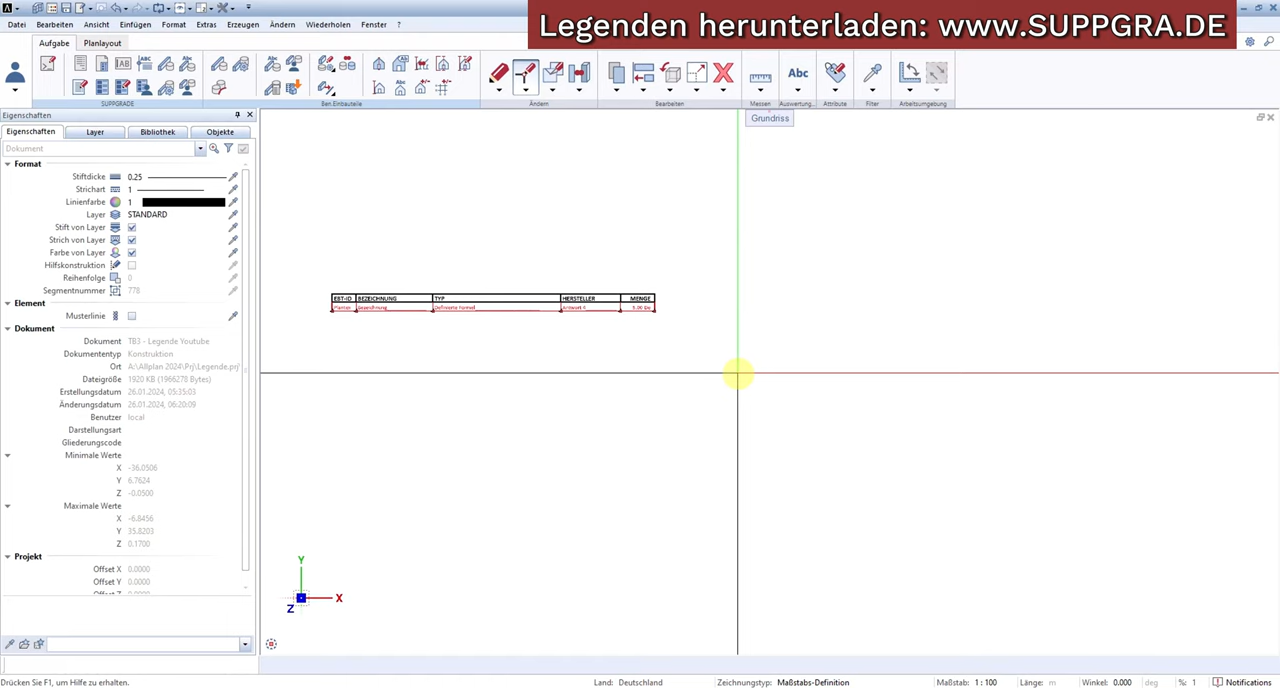 Legenden herunterladen: www.SUPPGRA.DE
Datei Bearbeiten Ansicht Einfügen Format Extras Erzeugen Ändern Wiederholen Fenster ?
Aufgabe Planlayout
Abc
SUPPGRADE Ben.Einbauteile Ändern Bearbeiten Messen Auswertung... Attribute Filter Arbeitsumgebung
Eigenschaften
Eigenschaften Layer Bibliothek Objekte
Grundriss
Dokument
Format
Stiftdicke 0.25
Strichart 1
Linienfarbe 1
Layer STANDARD
Stift von Layer
Strich von Layer
Farbe von Layer
Hilfskonstruktion
Reihenfolge 0
Segmentnummer 778
Element
Musterlinie
Dokument
Dokument TB3 - Legende Youtube
Dokumenttyp Konstruktion
Ort A:\Allplan 2024\Prj\Legende.prj\
Dateigröße 1920 KB (1966278 Bytes)
Erstellungsdatum 26.01.2024, 05:35:03
Änderungsdatum 26.01.2024, 06:20:09
Benutzer local
Darstellungsart
Gliederungscode
Minimale Werte
X -36.0506
Y 6.7624
Z -0.0500
Maximale Werte
X -6.8456
Y 35.8203
Z 0.1700
Projekt
Offset X 0.0000
Offset Y 0.0000
EBT-ID BEZEICHNUNG TYP HERSTELLER MENGE
Bezeichnung Definierte Formel
Y
X
Z
Drücken Sie F1, um Hilfe zu erhalten. Land: Deutschland Zeichnungstyp: Maßstabs-Definition Maßstab: 1 : 100 Länge: m Winkel: 0.000 deg %: 1 Notifications